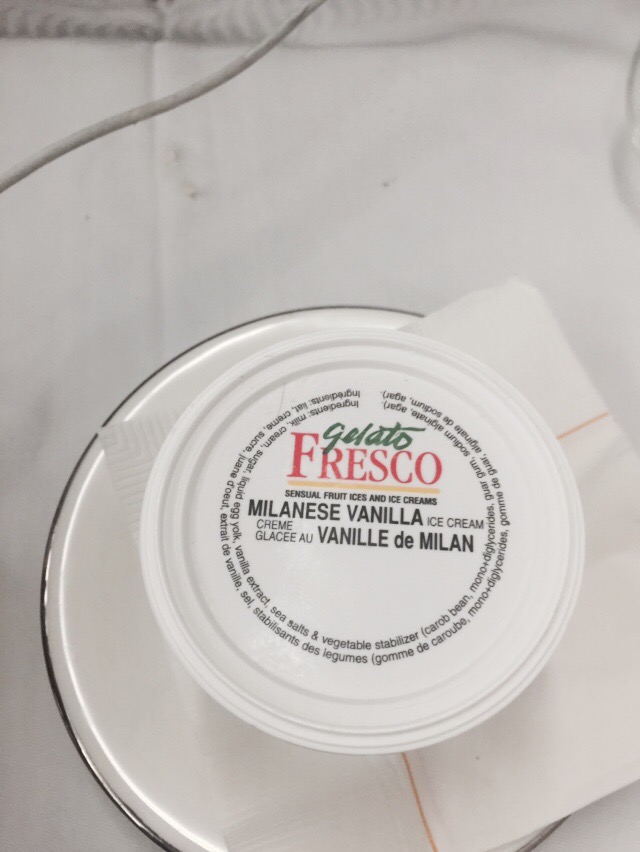 Gelato
FRESCO
SENSUAL FRUIT ICES AND ICE CREAMS
MILANESE VANILLA ICE CREAM
CREME
GLACEE AU VANILLE de MILAN
Ingredients: milk, cream, sugar, liquid egg yolk, vanilla extract, sea salts & vegetable stabilizer (carob bean, mono+diglycerides, guar gum, sodium alginate, agar).
Ingrédients: lait, creme, sucre, juane d'oeuf, extrait de vanille, sel, stabilisants des legumes (gomme de caroube, mono+diglycerides, gomme de guar, alginate de sodium, agar).